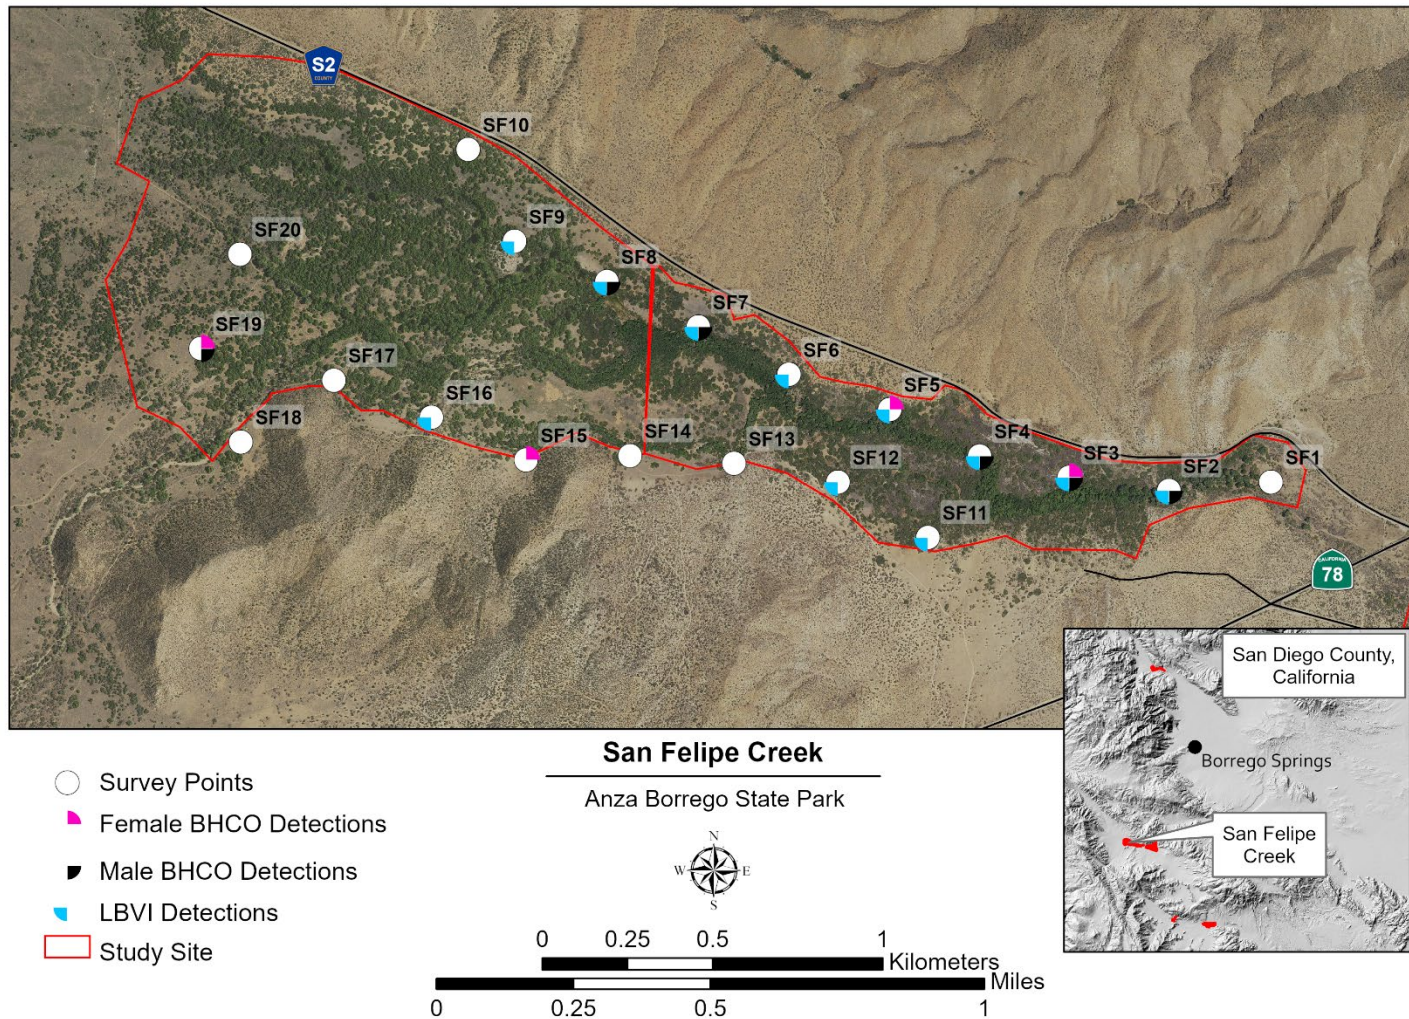 S2
COUNTY
SF10
SF9
SF20
SF8
SF7
SF19
SF6
SF17
SF5
SF16
SF18
SF15
SF14
SF13
SF4
SF12
SF3
SF2
SF1
SF11
CALIFORNIA
78
San Diego County,
California
Borrego Springs
San Felipe
Creek
San Felipe Creek
Anza Borrego State Park
Survey Points
Female BHCO Detections
Male BHCO Detections
LBVI Detections
Study Site
N
W E
S
0 0.25 0.5 1
Kilometers
Miles
0 0.25 0.5 1